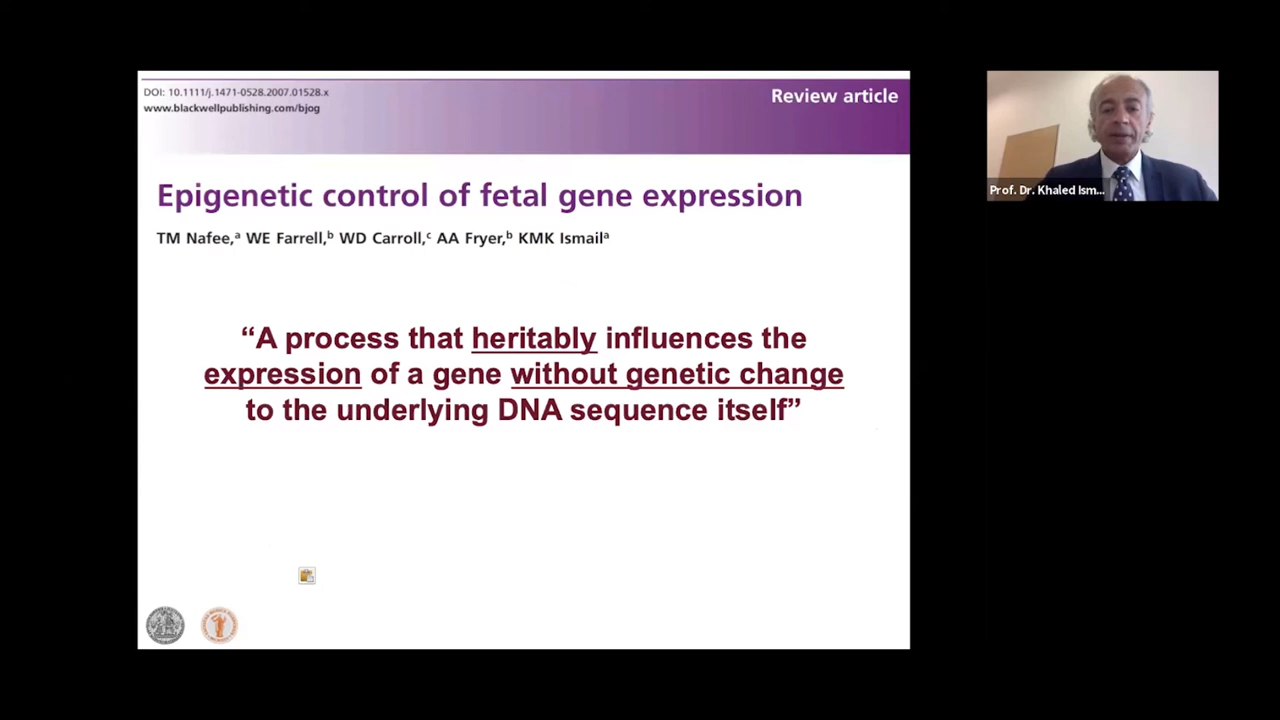 DOI: 10.1111/j.1471-0528.2007.01528.x
www.blackwellpublishing.com/bjog
Review article
Epigenetic control of fetal gene expression
TM Nafee,ᵃ WE Farrell,ᵇ WD Carroll,ᶜ AA Fryer,ᵇ KMK Ismailᵃ
“A process that heritably influences the
expression of a gene without genetic change
to the underlying DNA sequence itself”
Prof. Dr. Khaled Ism...